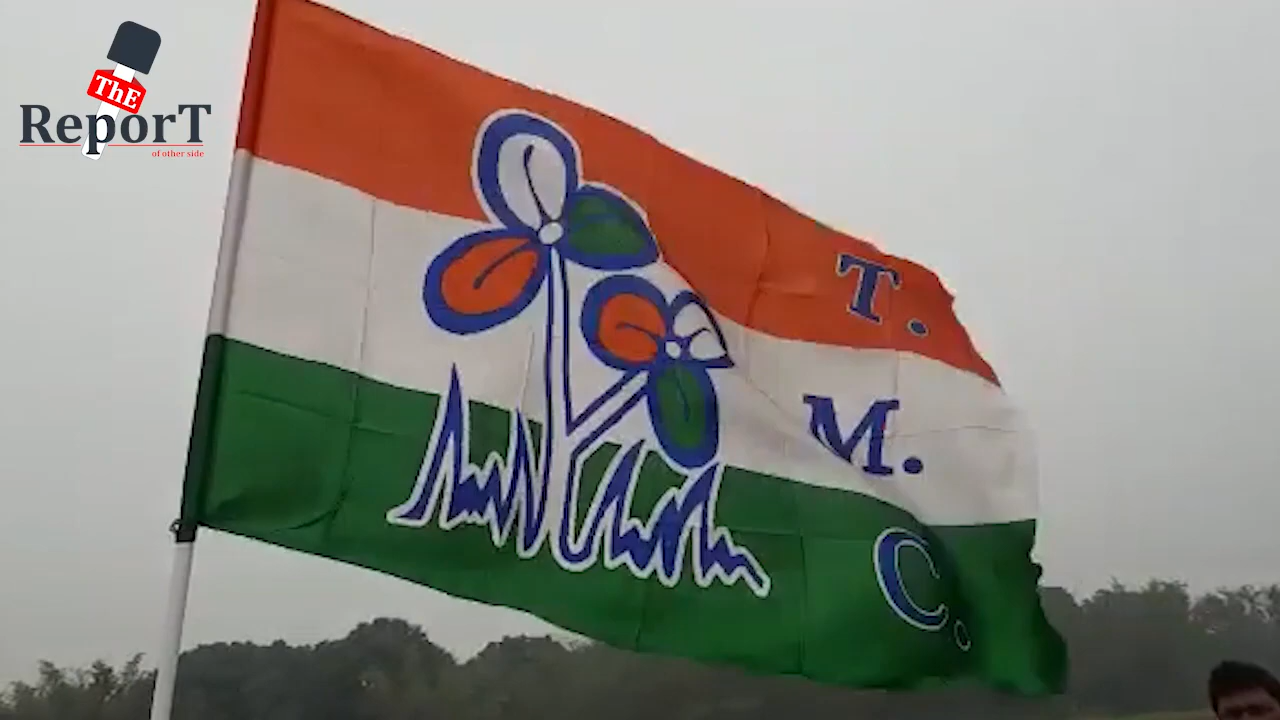 ThE
ReporT
of other side
T.
M.
C.